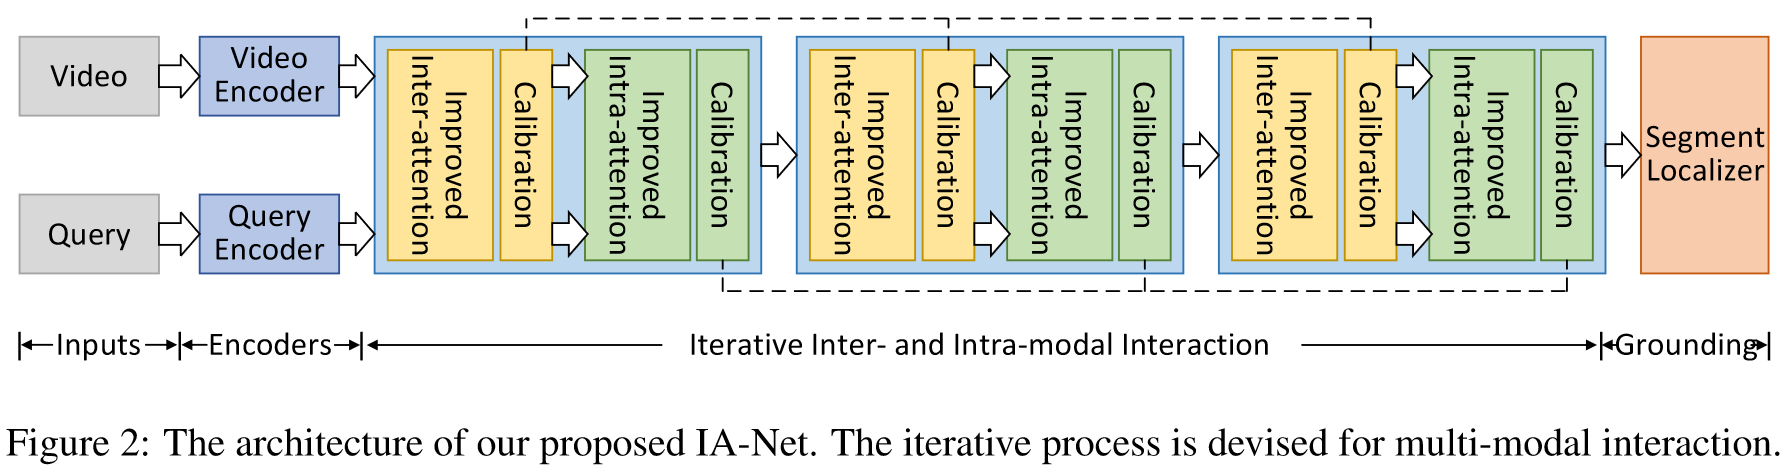 Video
Query
Video
Encoder
Query
Encoder
Improved
Inter-attention
Calibration
Improved
Intra-attention
Calibration
Improved
Inter-attention
Calibration
Improved
Intra-attention
Calibration
Improved
Inter-attention
Calibration
Improved
Intra-attention
Calibration
Segment
Localizer
Inputs
Encoders
Iterative Inter- and Intra-modal Interaction
Grounding
Figure 2: The architecture of our proposed IA-Net. The iterative process is devised for multi-modal interaction.